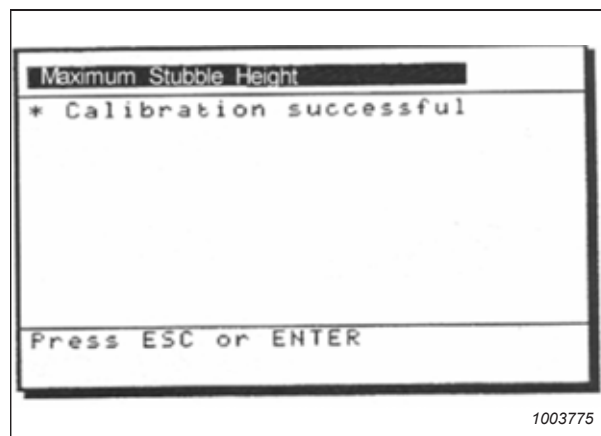 Maximum Stubble Height
* Calibration successful
Press ESC or ENTER
1003775